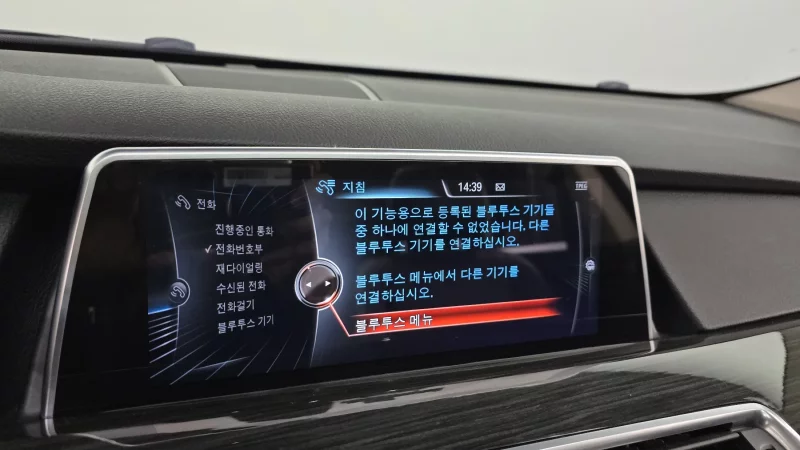 전화
진행중인 통화
전화번호부
재다이얼링
수신된 전화
전화걸기
블루투스 기기
지침
14:39
이 기능용으로 등록된 블루투스 기기들
중 하나에 연결할 수 없었습니다. 다른
블루투스 기기를 연결하십시오.
블루투스 메뉴에서 다른 기기를
연결하십시오.
블루투스 메뉴